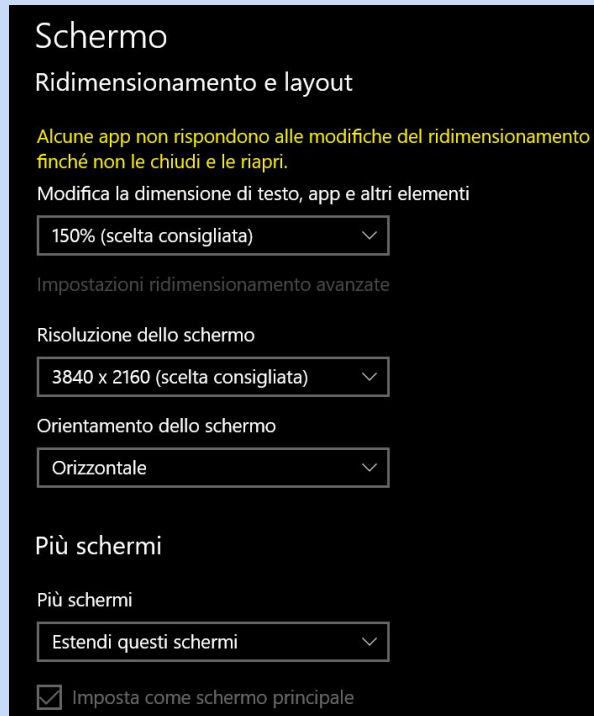 Schermo
Ridimensionamento e layout
Alcune app non rispondono alle modifiche del ridimensionamento
finché non le chiudi e le riapri.
Modifica la dimensione di testo, app e altri elementi
150% (scelta consigliata)
Impostazioni ridimensionamento avanzate
Risoluzione dello schermo
3840 x 2160 (scelta consigliata)
Orientamento dello schermo
Orizzontale
Più schermi
Più schermi
Estendi questi schermi
Imposta come schermo principale